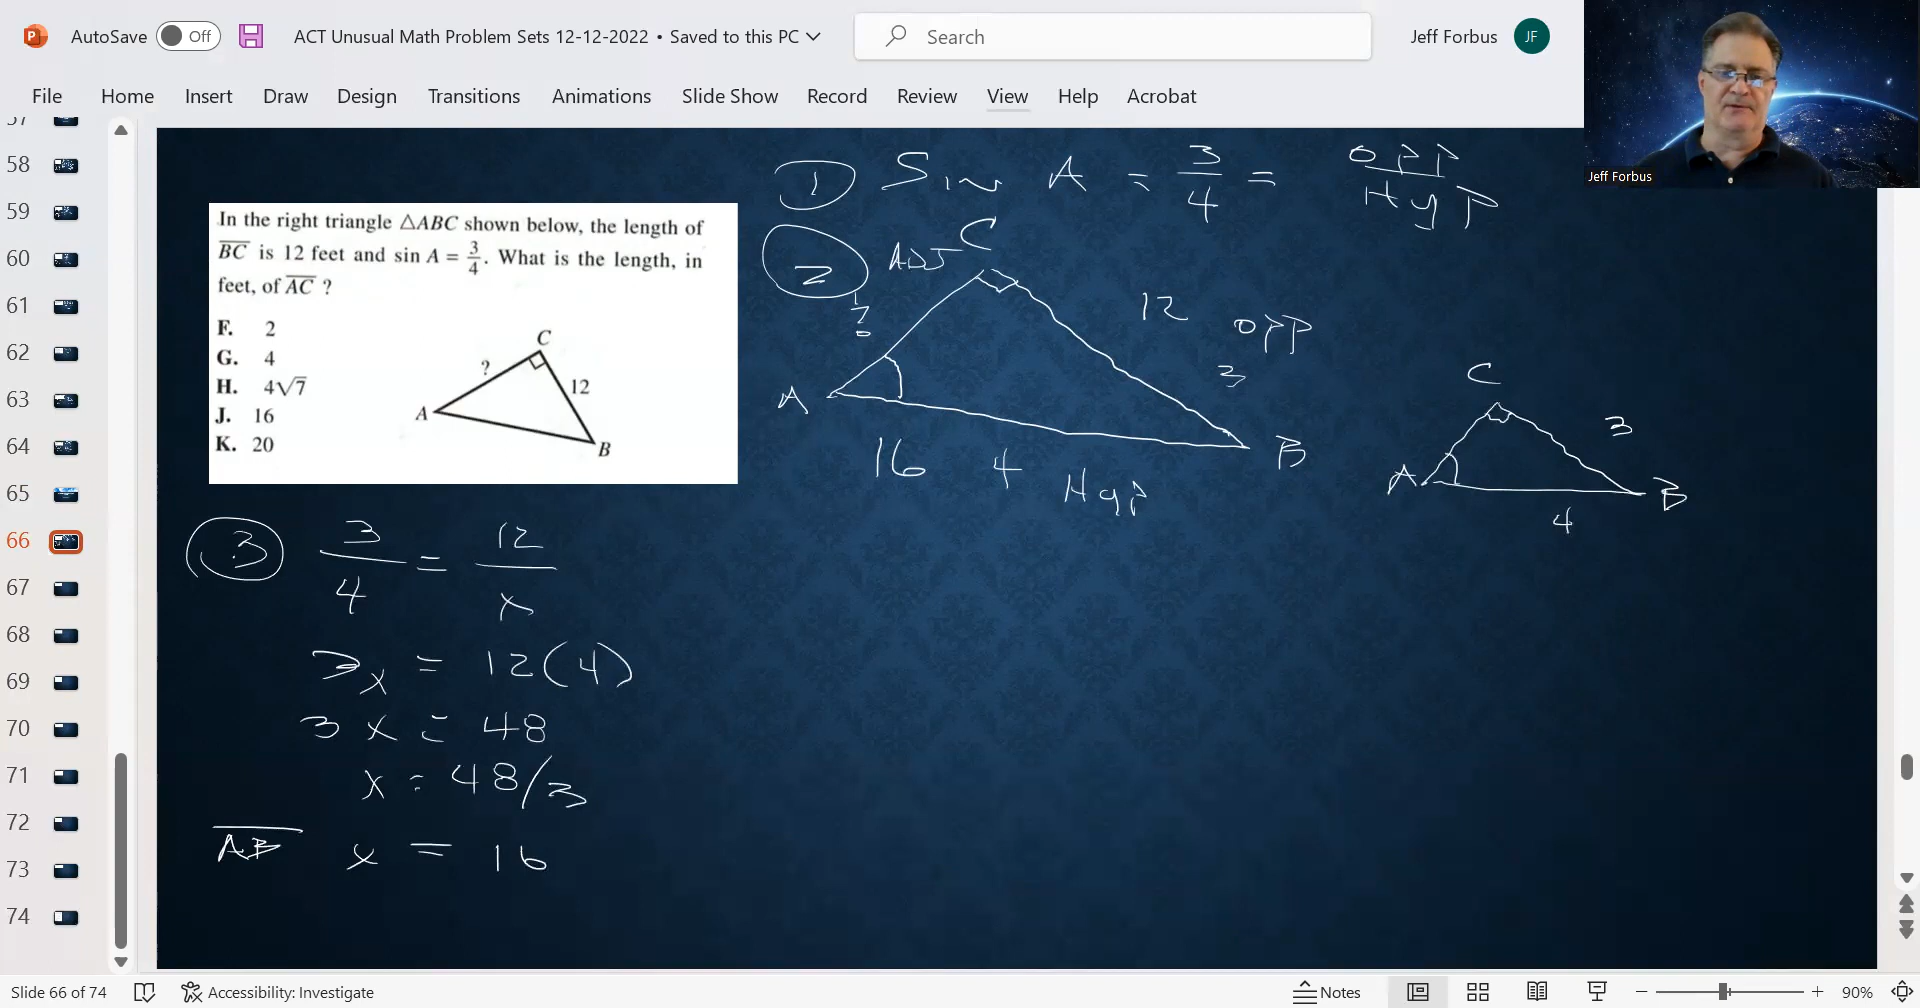 AutoSave Off ACT Unusual Math Problem Sets 12-12-2022 • Saved to this PC Search Jeff Forbus JF
File Home Insert Draw Design Transitions Animations Slide Show Record Review View Help Acrobat
Jeff Forbus
57
58
59
60
61
62
63
64
65
66
67
68
69
70
71
72
73
74
In the right triangle △ABC shown below, the length of
BC is 12 feet and sin A = 3/4. What is the length, in
feet, of AC ?
F. 2
G. 4
H. 4√7
J. 16
K. 20
C
?
12
A
B
1 Sin A = 3/4 = OPP/HYP
2 ADJ C
?
12 OPP
3
A
B
16 4 HYP
C
3
A
B
4
3 3/4 = 12/x
3x = 12(4)
3x = 48
x = 48/3
AB x = 16
Slide 66 of 74 Accessibility: Investigate Notes 90%